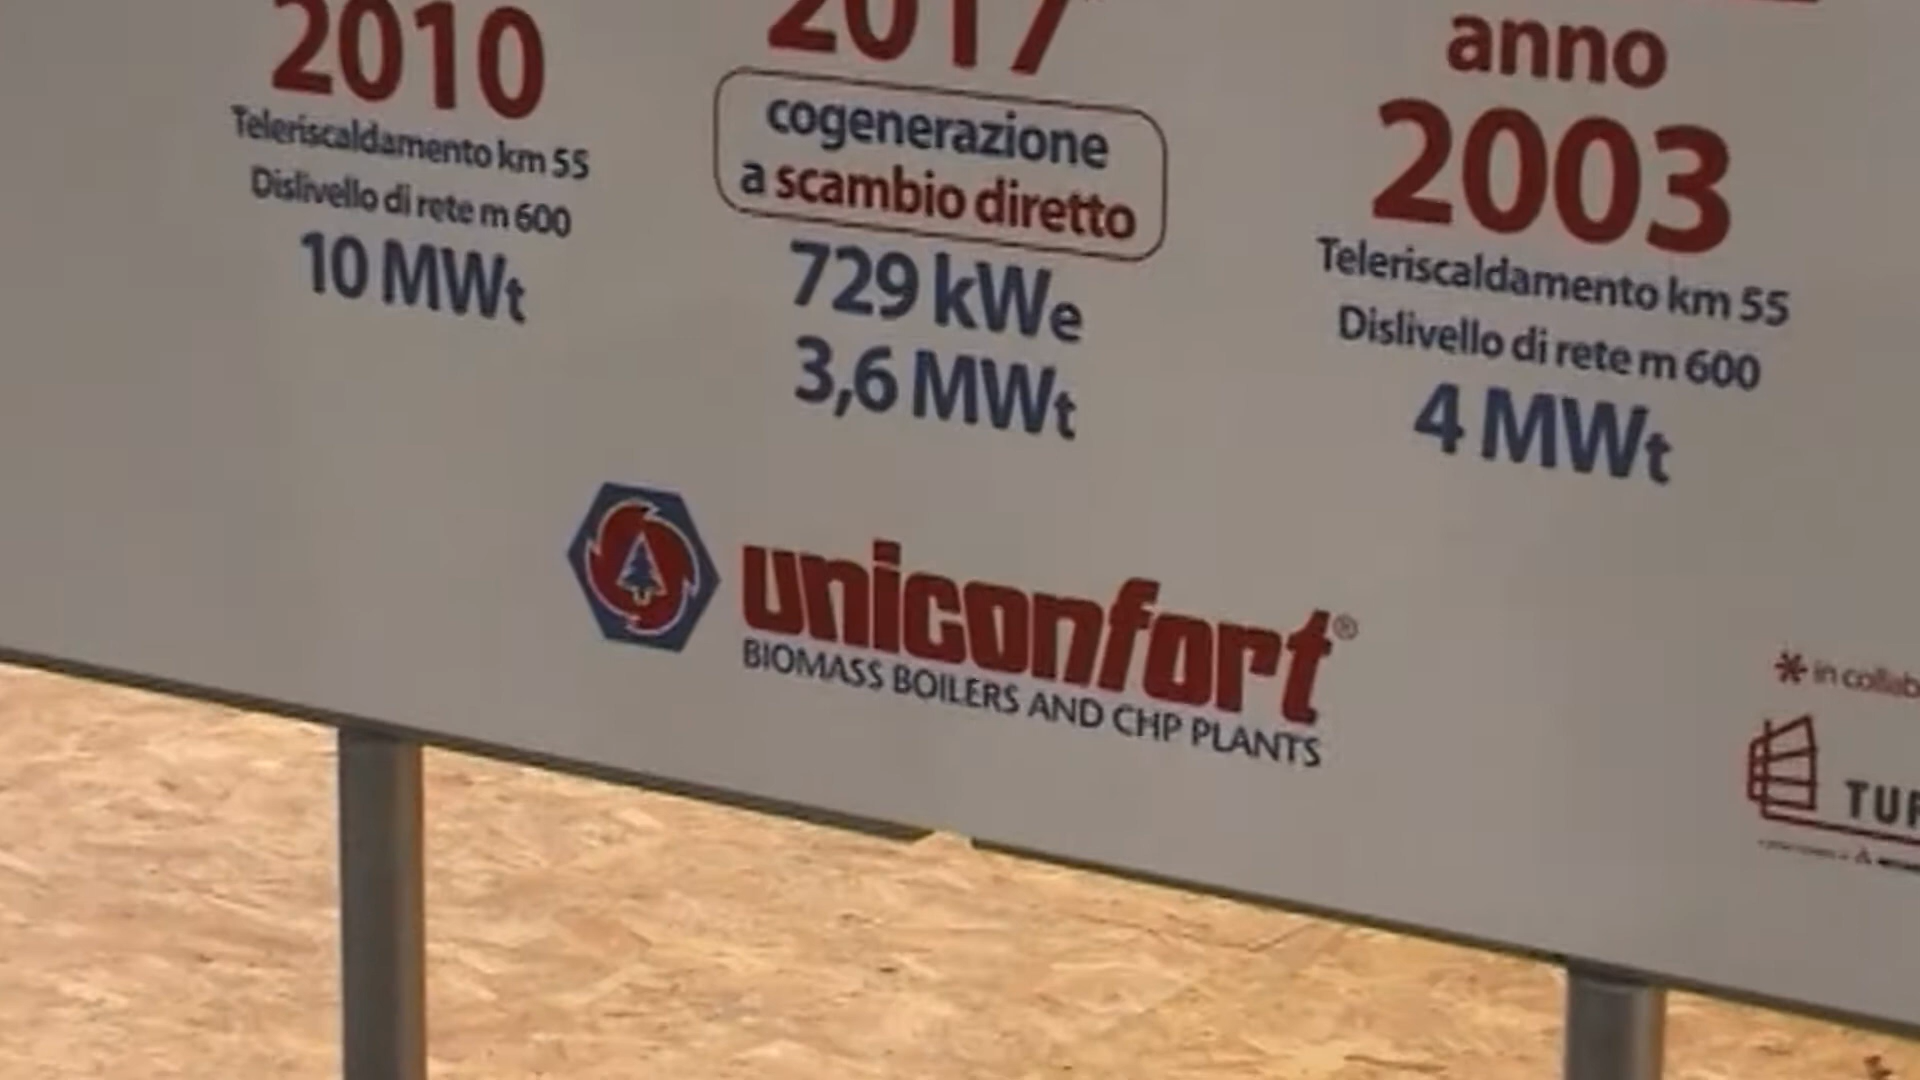 2010
Teleriscaldamento km 55
Dislivello di rete m 600
10 MWt
2017
cogenerazione
a scambio diretto
729 kWe
3,6 MWt
anno
2003
Teleriscaldamento km 55
Dislivello di rete m 600
4 MWt
uniconfort®
BIOMASS BOILERS AND CHP PLANTS
* in collab
TUR